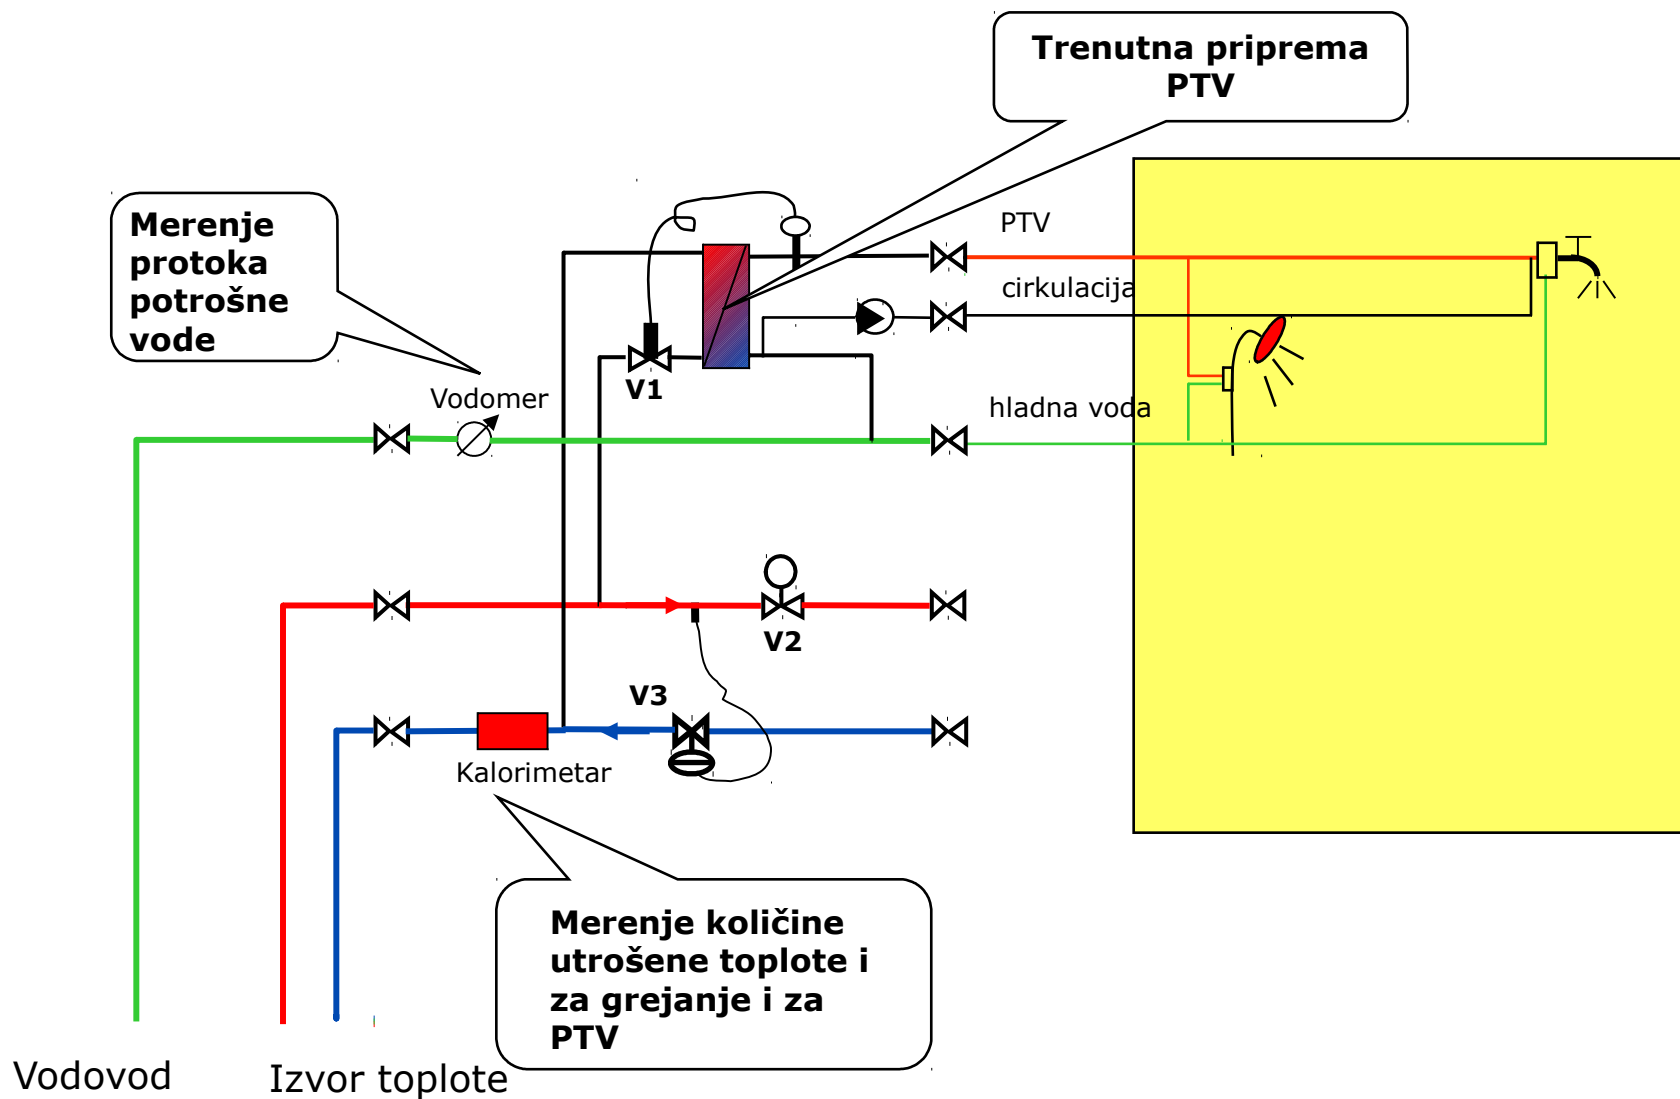 Trenutna priprema
PTV
Merenje
protoka
potrošne
vode
PTV
cirkulacija
V1
Vodomer
hladna voda
V2
V3
Kalorimetar
Merenje količine
utrošene toplote i
za grejanje i za
PTV
Vodovod
Izvor toplote